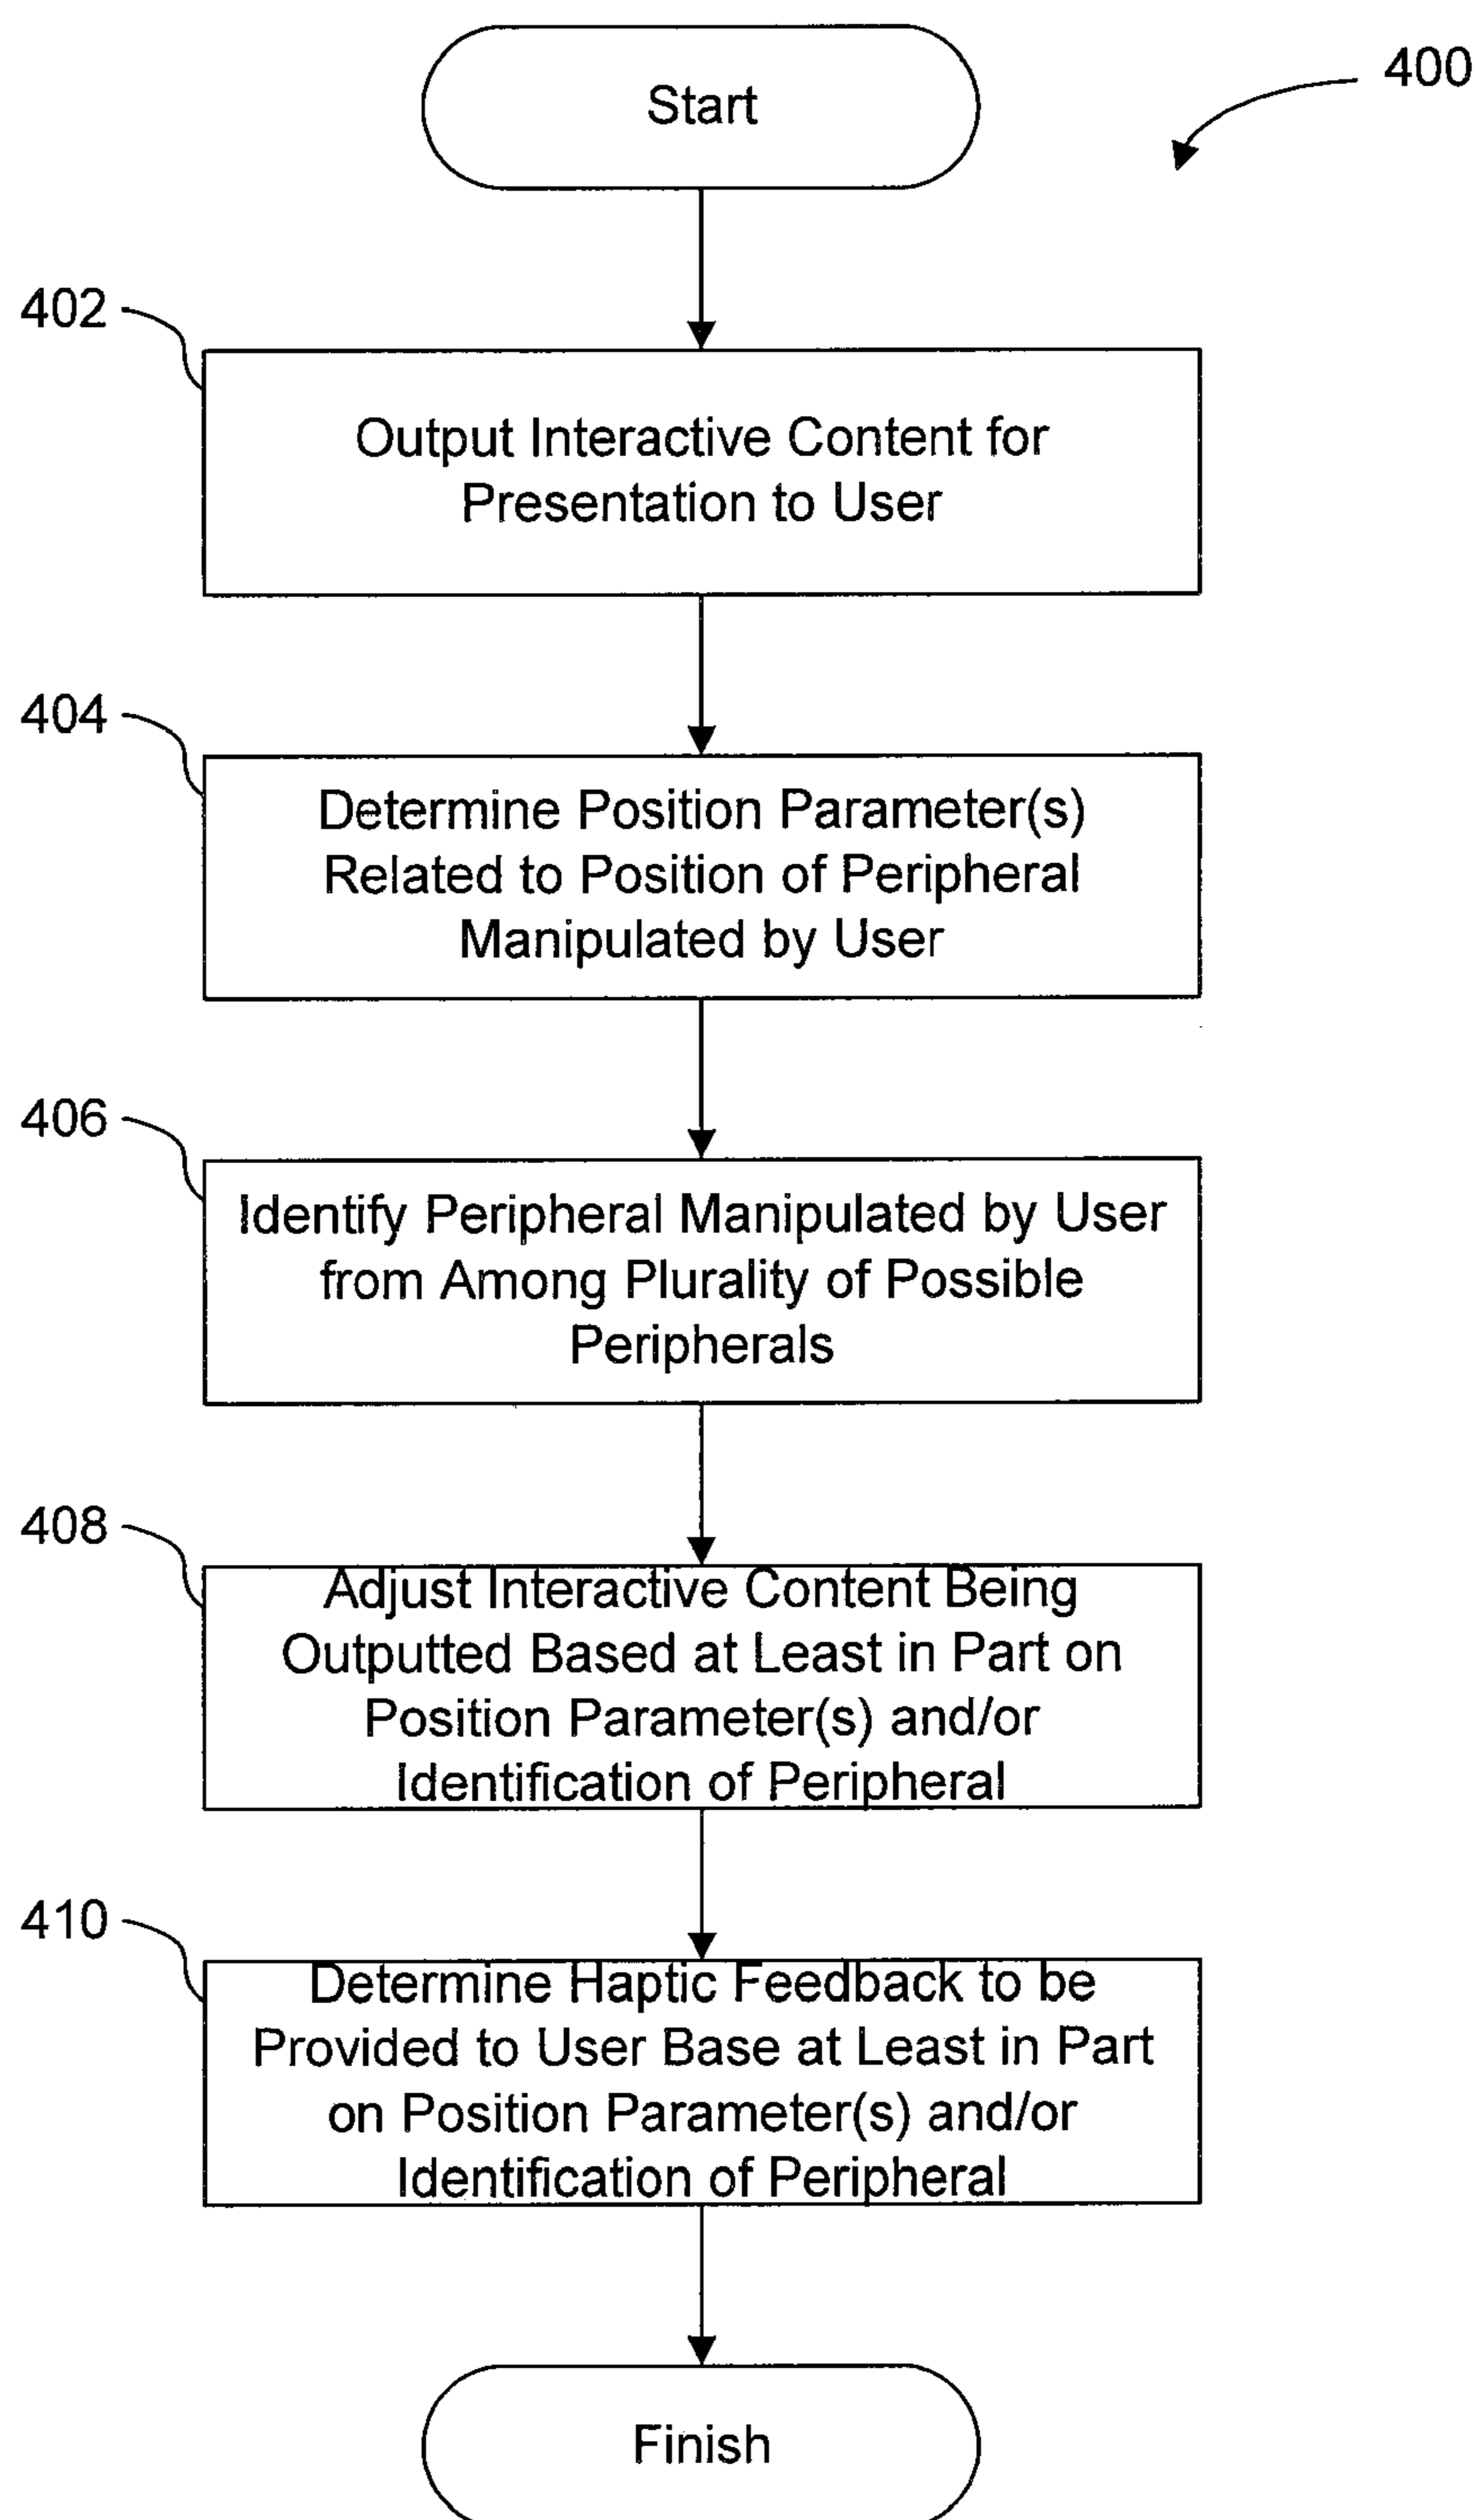 Start
400
402
Output Interactive Content for
Presentation to User
404
Determine Position Parameter(s)
Related to Position of Peripheral
Manipulated by User
406
Identify Peripheral Manipulated by User
from Among Plurality of Possible
Peripherals
408
Adjust Interactive Content Being
Outputted Based at Least in Part on
Position Parameter(s) and/or
Identification of Peripheral
410
Determine Haptic Feedback to be
Provided to User Base at Least in Part
on Position Parameter(s) and/or
Identification of Peripheral
Finish